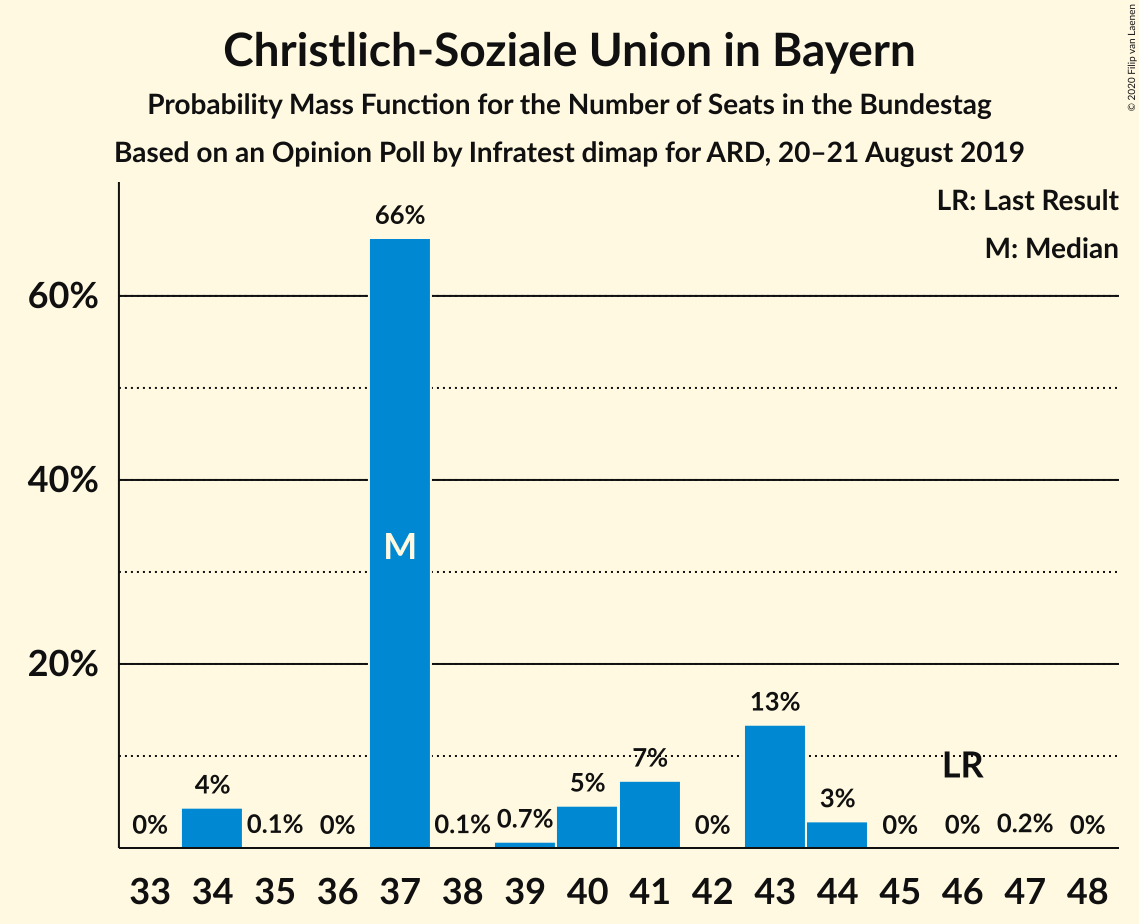 Christlich-Soziale Union in Bayern
Probability Mass Function for the Number of Seats in the Bundestag
Based on an Opinion Poll by Infratest dimap for ARD, 20–21 August 2019
© 2020 Filip van Laenen
LR: Last Result
M: Median
60%
40%
20%
0%
4%
0.1%
0%
66%
M
0.1%
0.7%
5%
7%
0%
13%
3%
0%
LR
0%
0.2%
0%
33 34 35 36 37 38 39 40 41 42 43 44 45 46 47 48